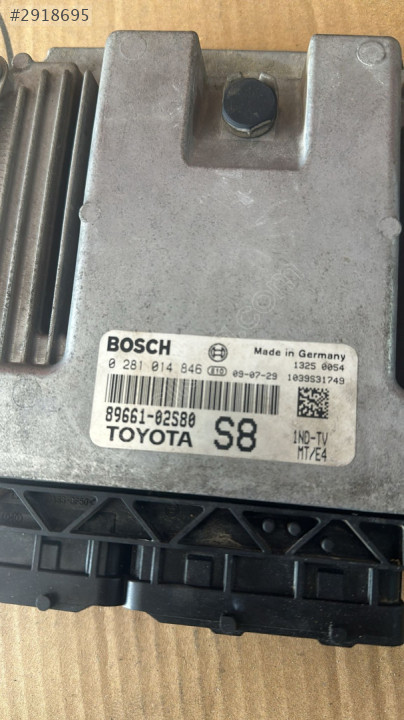 #2918695
BOSCH Made in Germany
0 281 014 846 e10 09-07-29 1325 0054
1039S31749
89661-02S80
TOYOTA S8 1ND-TV
MT/E4